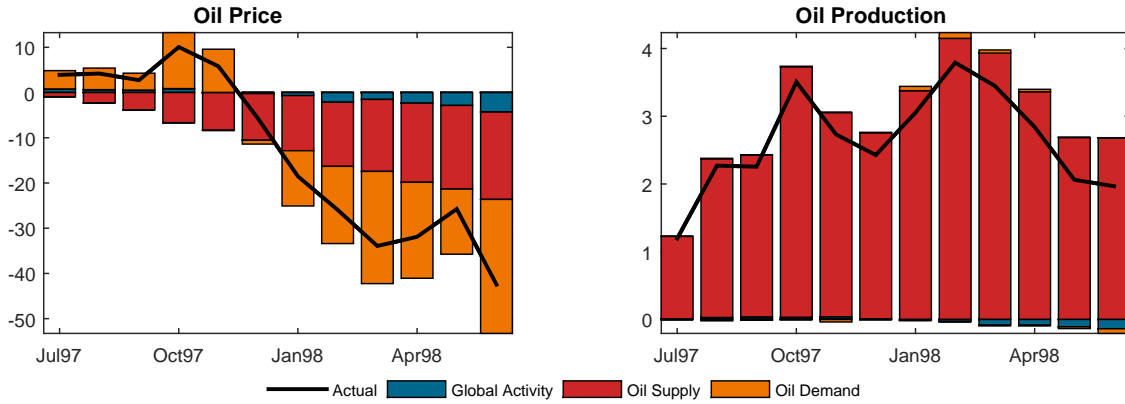 Oil Price
10
0
-10
-20
-30
-40
-50
Jul97 Oct97 Jan98 Apr98
Oil Production
4
3
2
1
0
Jul97 Oct97 Jan98 Apr98
Actual Global Activity Oil Supply Oil Demand